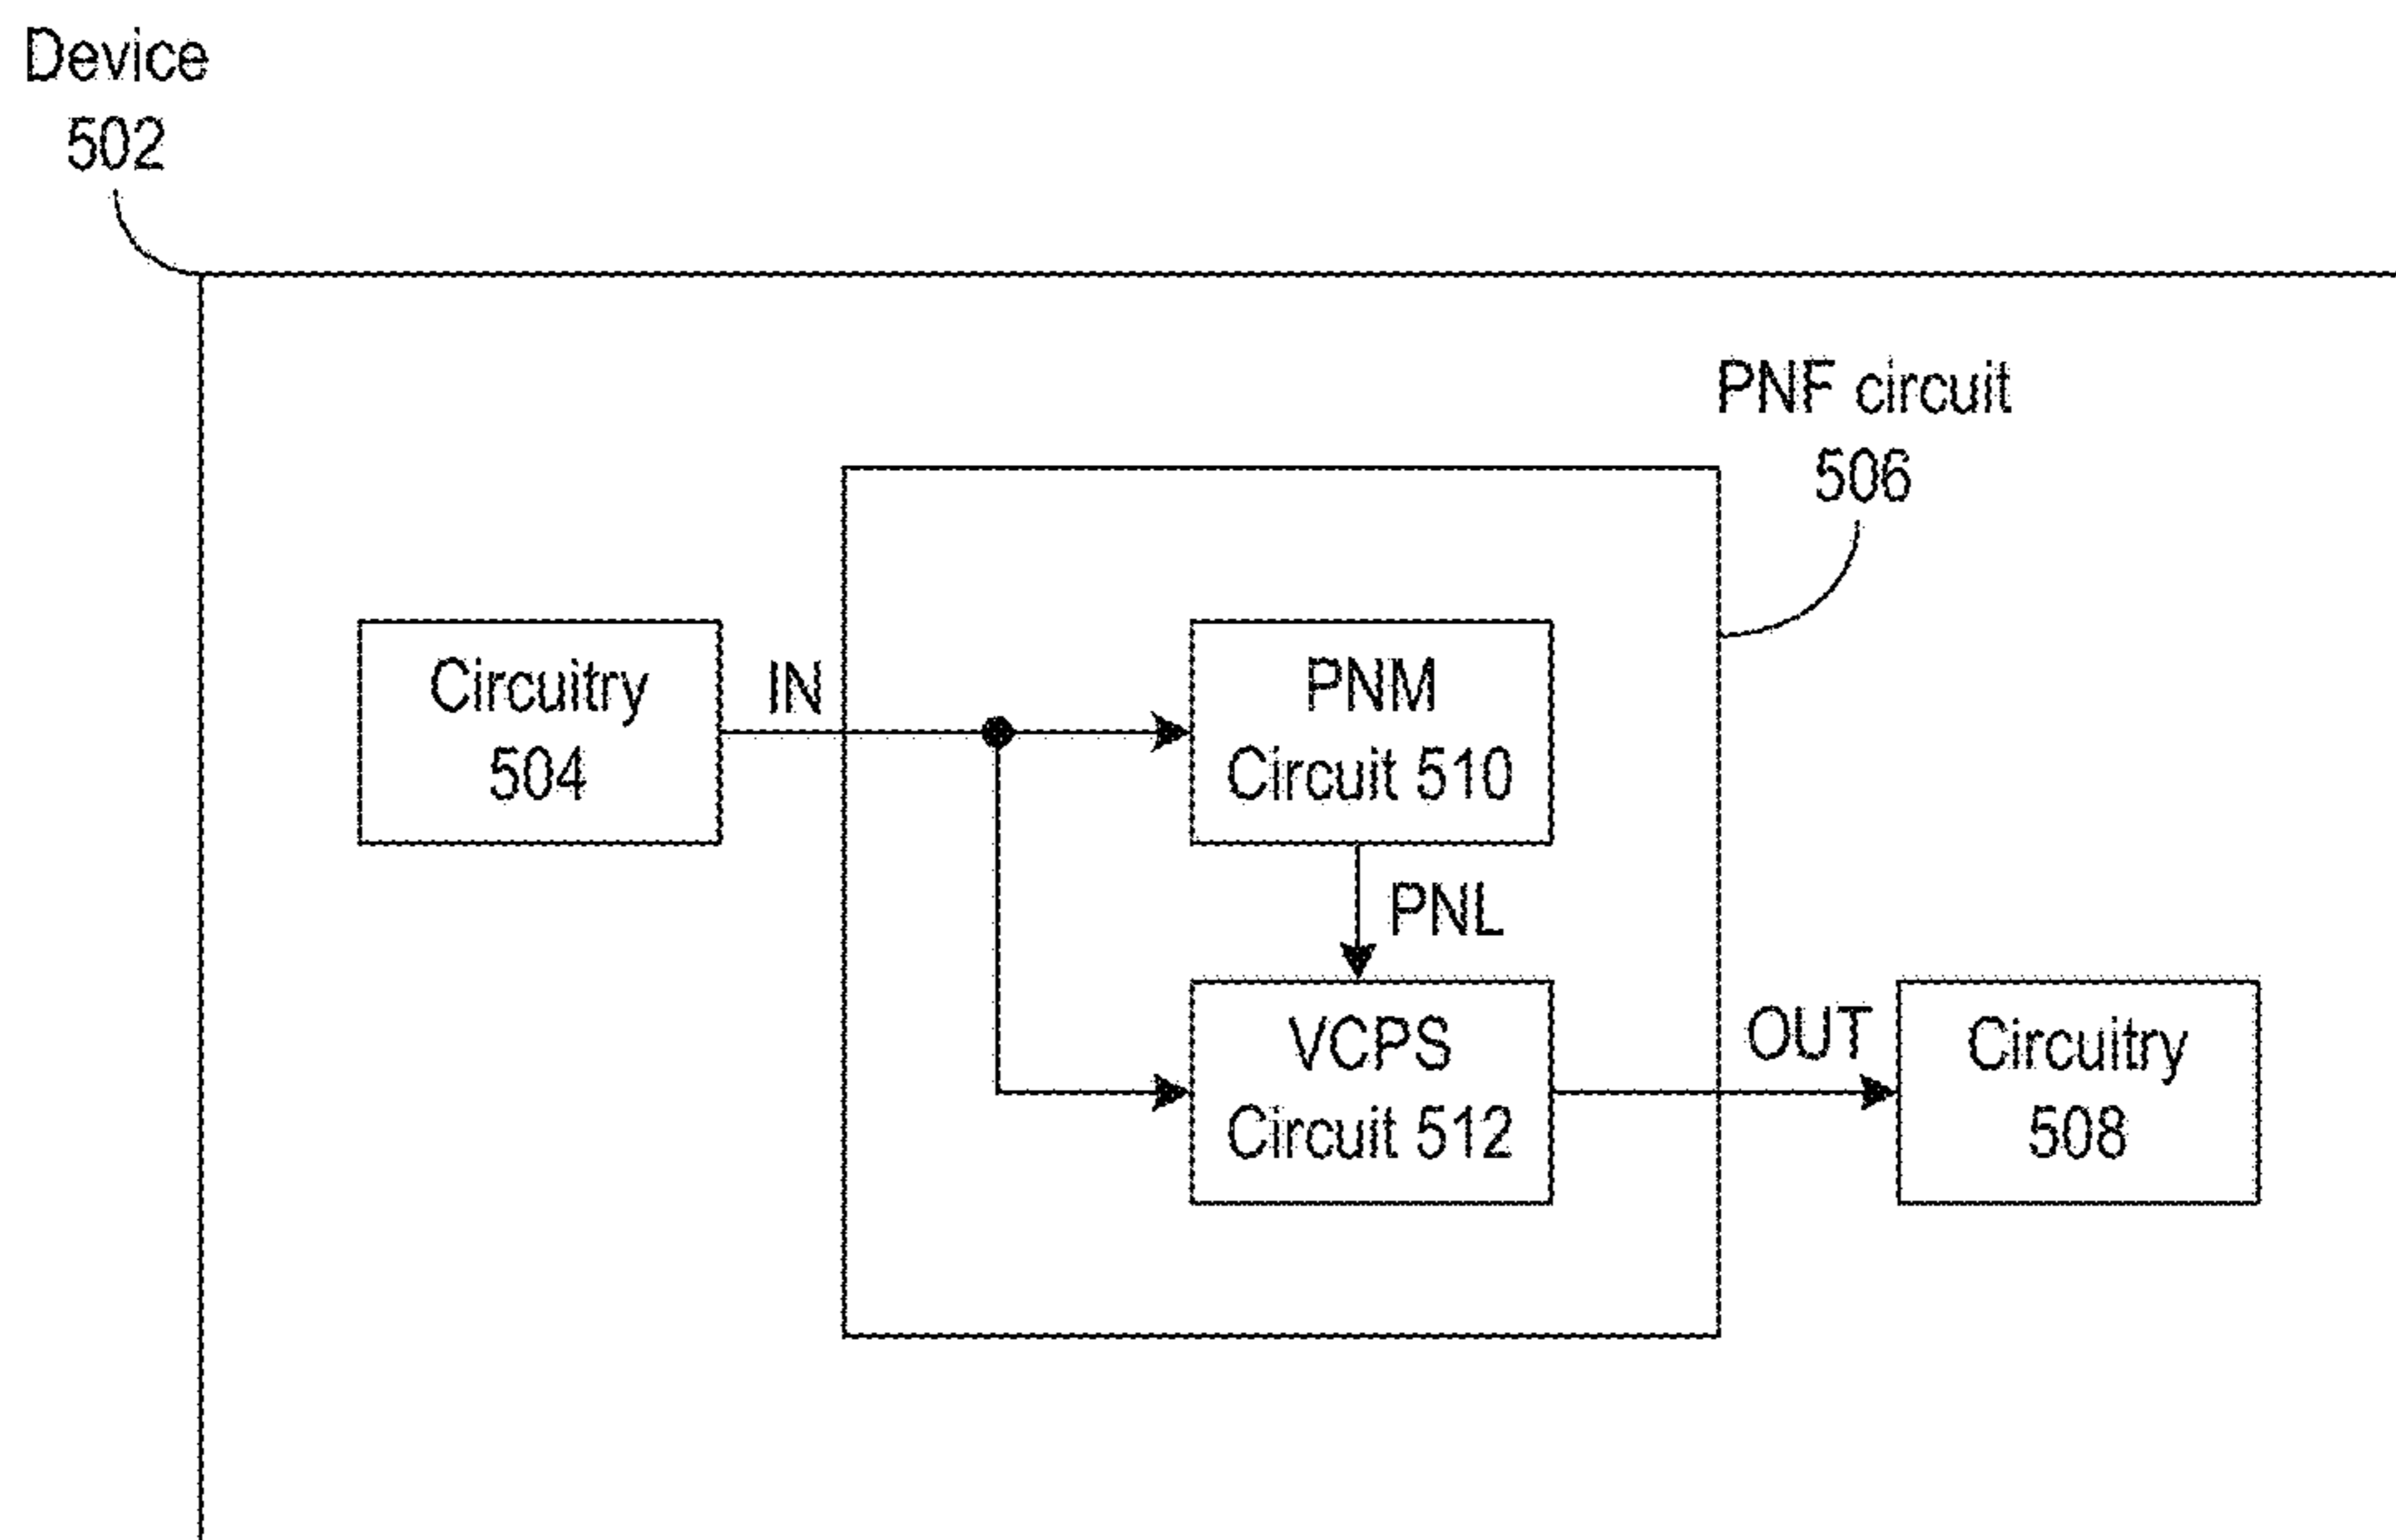 Device
502
PNF circuit
506
Circuitry
504
IN
PNM
Circuit 510
PNL
VCPS
Circuit 512
OUT
Circuitry
508